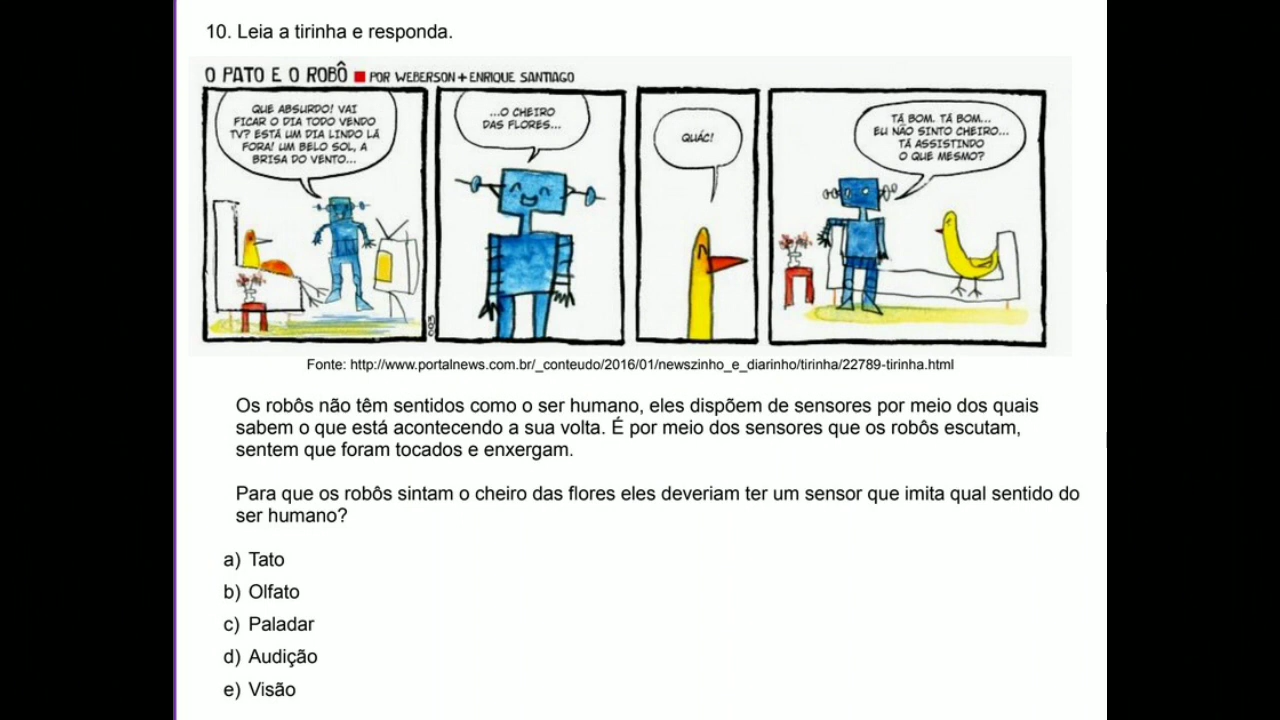 10. Leia a tirinha e responda.
O PATO E O ROBÔ POR WEBERSON + ENRIQUE SANTIAGO
QUE ABSURDO! VAI
FICAR O DIA TODO VENDO
TV? ESTÁ UM DIA LINDO LÁ
FORA! UM BELO SOL, A
BRISA DO VENTO...
...O CHEIRO
DAS FLORES...
QUÁC!
TÁ BOM. TÁ BOM...
EU NÃO SINTO CHEIRO...
TÁ ASSISTINDO
O QUE MESMO?
Fonte: http://www.portalnews.com.br/_conteudo/2016/01/newszinho_e_diarinho/tirinha/22789-tirinha.html
Os robôs não têm sentidos como o ser humano, eles dispõem de sensores por meio dos quais
sabem o que está acontecendo a sua volta. É por meio dos sensores que os robôs escutam,
sentem que foram tocados e enxergam.
Para que os robôs sintam o cheiro das flores eles deveriam ter um sensor que imita qual sentido do
ser humano?
a) Tato
b) Olfato
c) Paladar
d) Audição
e) Visão